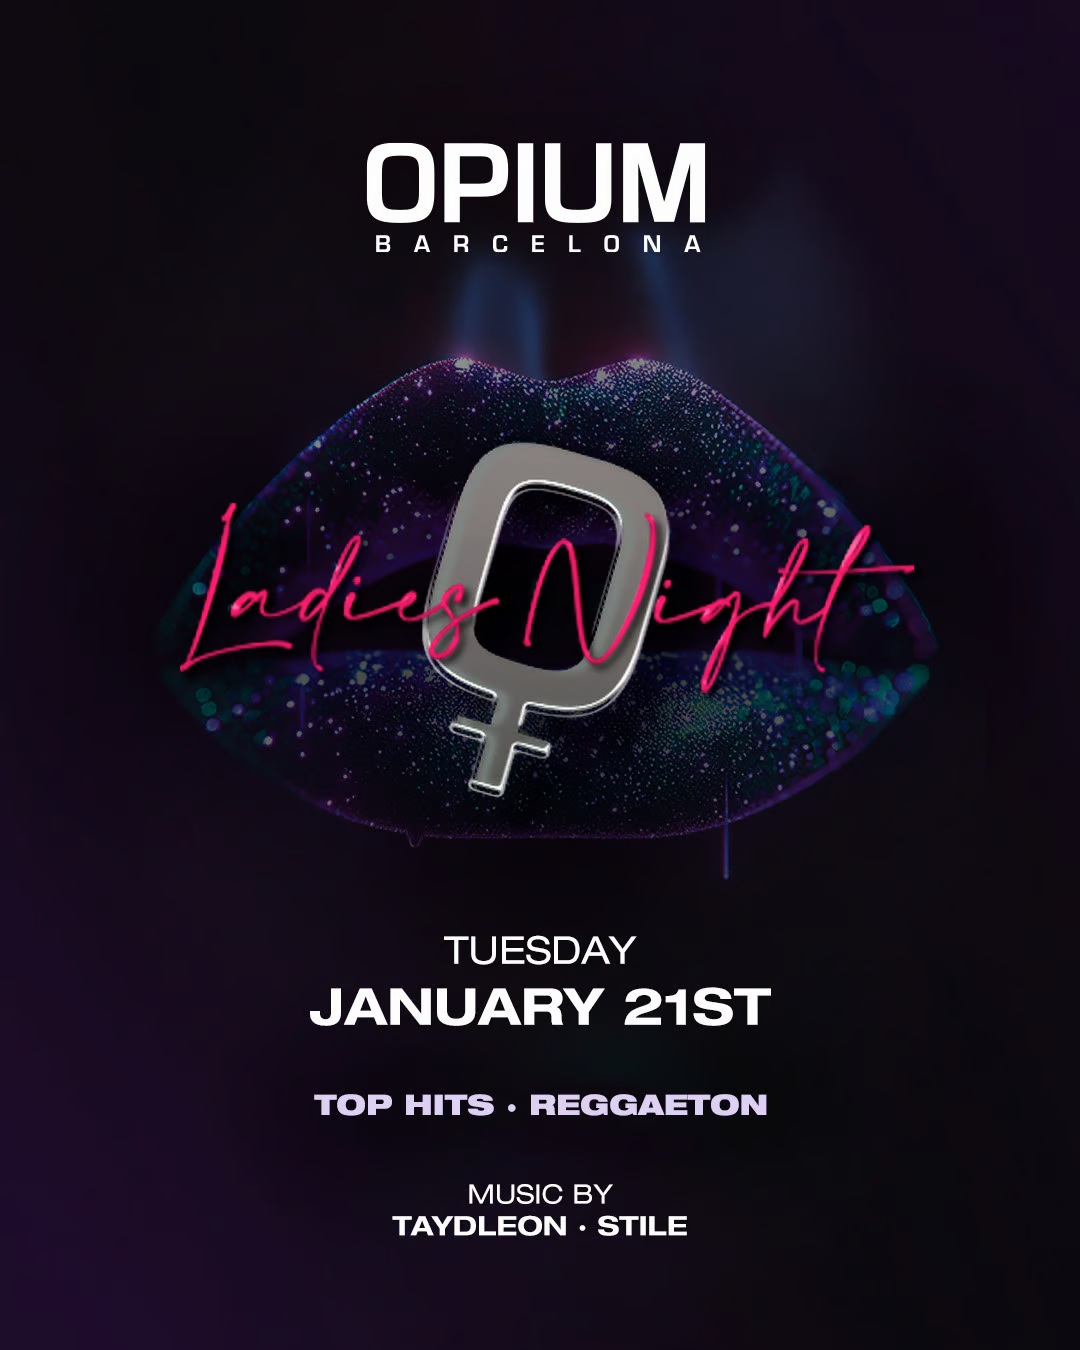 OPIUM
BARCELONA
Ladies Night
TUESDAY
JANUARY 21ST
TOP HITS · REGGAETON
MUSIC BY
TAYDLEON · STILE